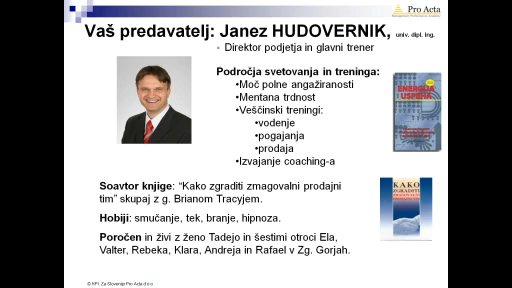 Pro Acta
Vaš predavatelj: Janez HUDOVERNIK, univ. dipl. ing.
Direktor podjetja in glavni trener
Področja svetovanja in treninga:
•Moč polne angažiranosti
•Mentana trdnost
•Veščinski treningi:
•vodenje
•pogajanja
•prodaja
•Izvajanje coaching-a
ENERGIJA
USPEHA
Soavtor knjige: “Kako zgraditi zmagovalni prodajni
tim” skupaj z g. Brianom Tracyjem.
KAKO
ZGRADITI
Hobiji: smučanje, tek, branje, hipnoza.
Poročen in živi z ženo Tadejo in šestimi otroci Ela,
Valter, Rebeka, Klara, Andreja in Rafael v Zg. Gorjah.
© HPI. Za Slovenijo Pro Acta d.o.o.